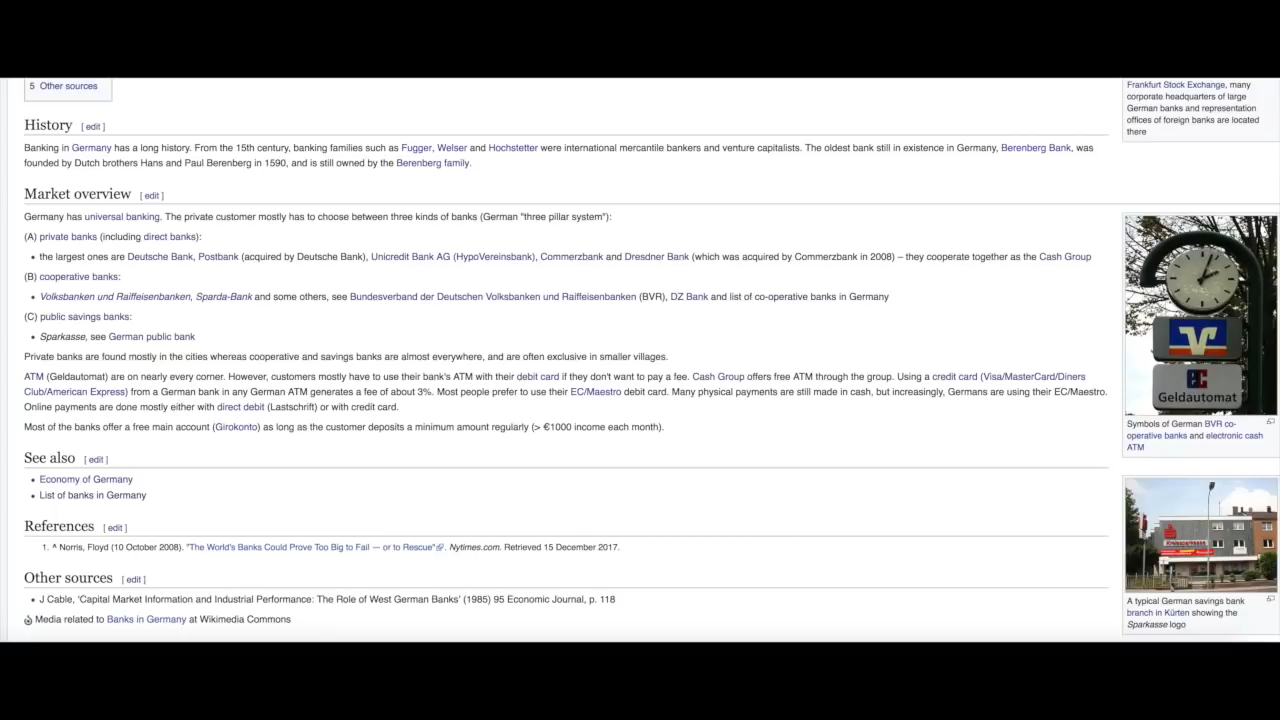 5 Other sources
History [ edit ]
Banking in Germany has a long history. From the 15th century, banking families such as Fugger, Welser and Hochstetter were international mercantile bankers and venture capitalists. The oldest bank still in existence in Germany, Berenberg Bank, was
founded by Dutch brothers Hans and Paul Berenberg in 1590, and is still owned by the Berenberg family.
Market overview [ edit ]
Germany has universal banking. The private customer mostly has to choose between three kinds of banks (German "three pillar system"):
(A) private banks (including direct banks):
• the largest ones are Deutsche Bank, Postbank (acquired by Deutsche Bank), Unicredit Bank AG (HypoVereinsbank), Commerzbank and Dresdner Bank (which was acquired by Commerzbank in 2008) – they cooperate together as the Cash Group
(B) cooperative banks:
• Volksbanken und Raiffeisenbanken, Sparda-Bank and some others, see Bundesverband der Deutschen Volksbanken und Raiffeisenbanken (BVR), DZ Bank and list of co-operative banks in Germany
(C) public savings banks:
• Sparkasse, see German public bank
Private banks are found mostly in the cities whereas cooperative and savings banks are almost everywhere, and are often exclusive in smaller villages.
ATM (Geldautomat) are on nearly every corner. However, customers mostly have to use their bank's ATM with their debit card if they don't want to pay a fee. Cash Group offers free ATM through the group. Using a credit card (Visa/MasterCard/Diners
Club/American Express) from a German bank in any German ATM generates a fee of about 3%. Most people prefer to use their EC/Maestro debit card. Many physical payments are still made in cash, but increasingly, Germans are using their EC/Maestro.
Online payments are done mostly either with direct debit (Lastschrift) or with credit card.
Most of the banks offer a free main account (Girokonto) as long as the customer deposits a minimum amount regularly (> €1000 income each month).
See also [ edit ]
• Economy of Germany
• List of banks in Germany
References [ edit ]
1. ^ Norris, Floyd (10 October 2008). "The World's Banks Could Prove Too Big to Fail — or to Rescue". Nytimes.com. Retrieved 15 December 2017.
Other sources [ edit ]
• J Cable, 'Capital Market Information and Industrial Performance: The Role of West German Banks' (1985) 95 Economic Journal, p. 118
Media related to Banks in Germany at Wikimedia Commons
Frankfurt Stock Exchange, many
corporate headquarters of large
German banks and representation
offices of foreign banks are located
there
Geldautomat
Symbols of German BVR co-
operative banks and electronic cash
ATM
Kreissparkasse
A typical German savings bank
branch in Kürten showing the
Sparkasse logo